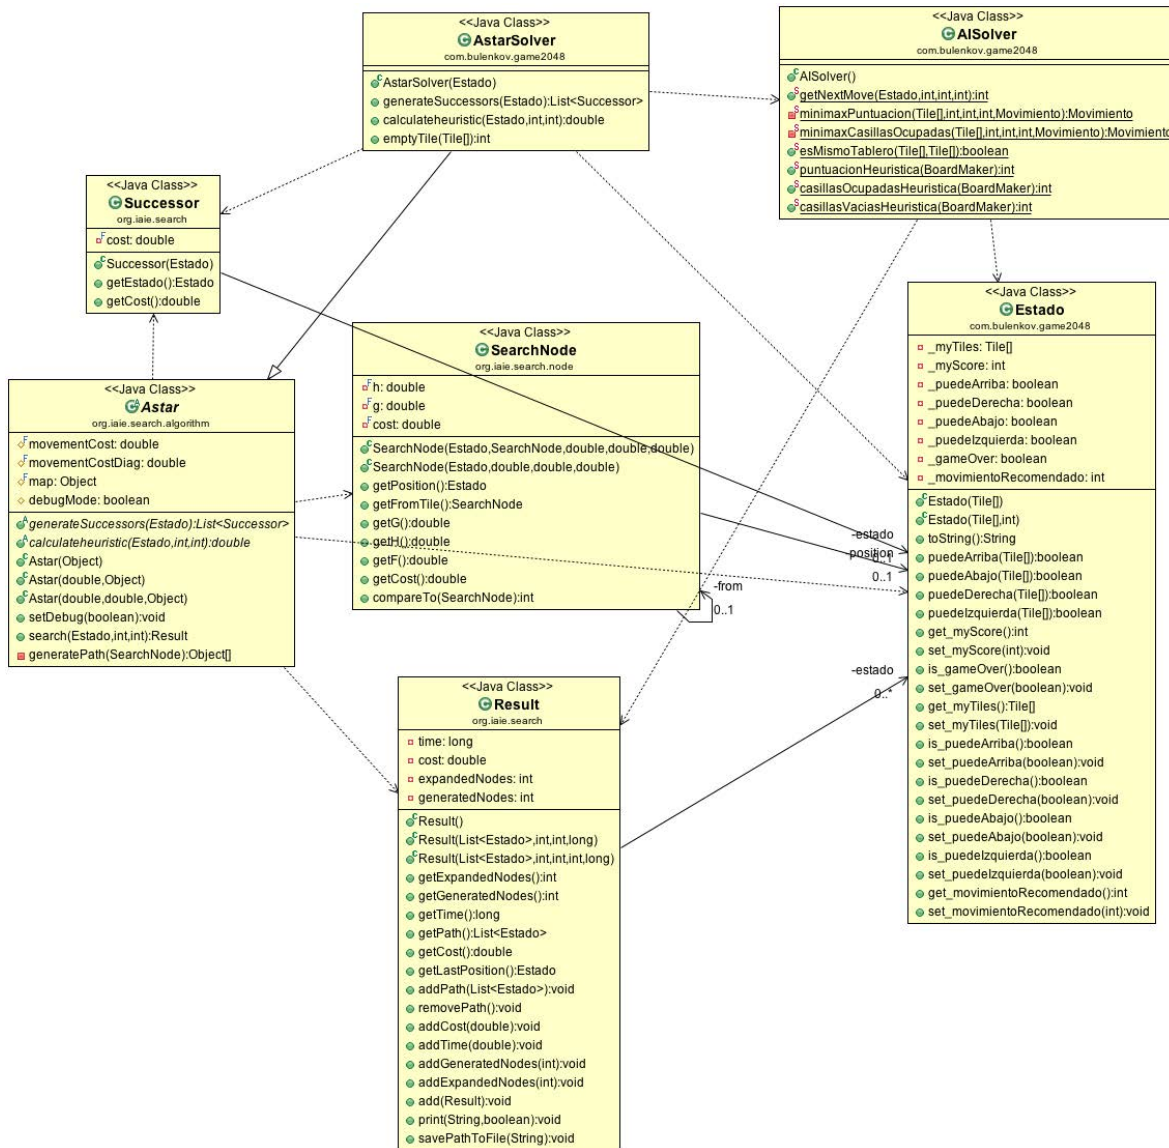 <<Java Class>>
AstarSolver
com.bulenkov.game2048
AstarSolver(Estado)
generateSuccessors(Estado):List<Successor>
calculateheuristic(Estado,int,int):double
emptyTile(Tile[]):int
<<Java Class>>
AISolver
com.bulenkov.game2048
AISolver()
getNextMove(Estado,int,int,int):int
minimaxPuntuacion(Tile[],int,int,int,Movimiento):Movimiento
minimaxCasillasOcupadas(Tile[],int,int,int,Movimiento):Movimiento
esMismoTablero(Tile[],Tile[]):boolean
puntuacionHeuristica(BoardMaker):int
casillasOcupadasHeuristica(BoardMaker):int
casillasVaciasHeuristica(BoardMaker):int
<<Java Class>>
Successor
org.iaie.search
cost: double
Successor(Estado)
getEstado():Estado
getCost():double
<<Java Class>>
SearchNode
org.iaie.search.node
h: double
g: double
cost: double
SearchNode(Estado,SearchNode,double,double,double)
SearchNode(Estado,double,double,double)
getPosition():Estado
getFromTile():SearchNode
getG():double
getH():double
getF():double
getCost():double
compareTo(SearchNode):int
<<Java Class>>
Astar
org.iaie.search.algorithm
movementCost: double
movementCostDiag: double
map: Object
debugMode: boolean
generateSuccessors(Estado):List<Successor>
calculateheuristic(Estado,int,int):double
Astar(Object)
Astar(double,Object)
Astar(double,double,Object)
setDebug(boolean):void
search(Estado,int,int):Result
generatePath(SearchNode):Object[]
<<Java Class>>
Estado
com.bulenkov.game2048
_myTiles: Tile[]
_myScore: int
_puedeArriba: boolean
_puedeDerecha: boolean
_puedeAbajo: boolean
_puedeIzquierda: boolean
_gameOver: boolean
_movimientoRecomendado: int
Estado(Tile[])
Estado(Tile[],int)
toString():String
puedeArriba(Tile[]):boolean
puedeAbajo(Tile[]):boolean
puedeDerecha(Tile[]):boolean
puedeIzquierda(Tile[]):boolean
get_myScore():int
set_myScore(int):void
is_gameOver():boolean
set_gameOver(boolean):void
get_myTiles():Tile[]
set_myTiles(Tile[]):void
is_puedeArriba():boolean
set_puedeArriba(boolean):void
is_puedeDerecha():boolean
set_puedeDerecha(boolean):void
is_puedeAbajo():boolean
set_puedeAbajo(boolean):void
is_puedeIzquierda():boolean
set_puedeIzquierda(boolean):void
get_movimientoRecomendado():int
set_movimientoRecomendado(int):void
-estado
0..1
position
0..1
-from
0..1
-estado
0..*
<<Java Class>>
Result
org.iaie.search
time: long
cost: double
expandedNodes: int
generatedNodes: int
Result()
Result(List<Estado>,int,int,long)
Result(List<Estado>,int,int,int,long)
getExpandedNodes():int
getGeneratedNodes():int
getTime():long
getPath():List<Estado>
getCost():double
getLastPosition():Estado
addPath(List<Estado>):void
removePath():void
addCost(double):void
addTime(double):void
addGeneratedNodes(int):void
addExpandedNodes(int):void
add(Result):void
print(String,boolean):void
savePathToFile(String):void